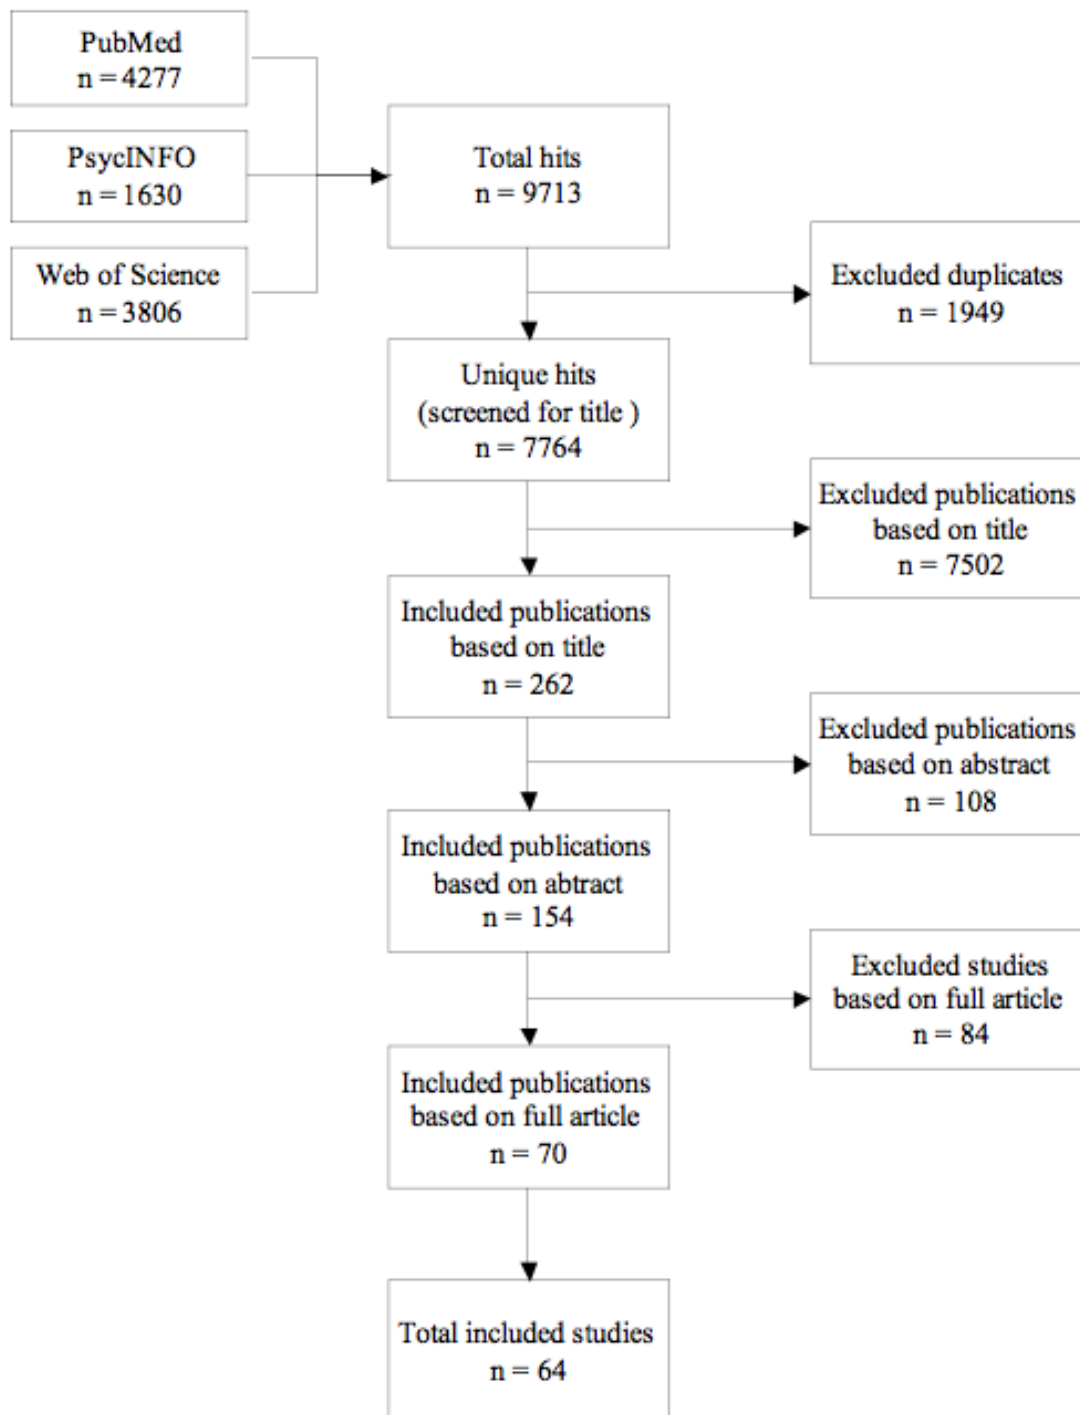 PubMed
n = 4277
PsycINFO
n = 1630
Web of Science
n = 3806
Total hits
n = 9713
Excluded duplicates
n = 1949
Unique hits
(screened for title )
n = 7764
Excluded publications
based on title
n = 7502
Included publications
based on title
n = 262
Excluded publications
based on abstract
n = 108
Included publications
based on abtract
n = 154
Excluded studies
based on full article
n = 84
Included publications
based on full article
n = 70
Total included studies
n = 64